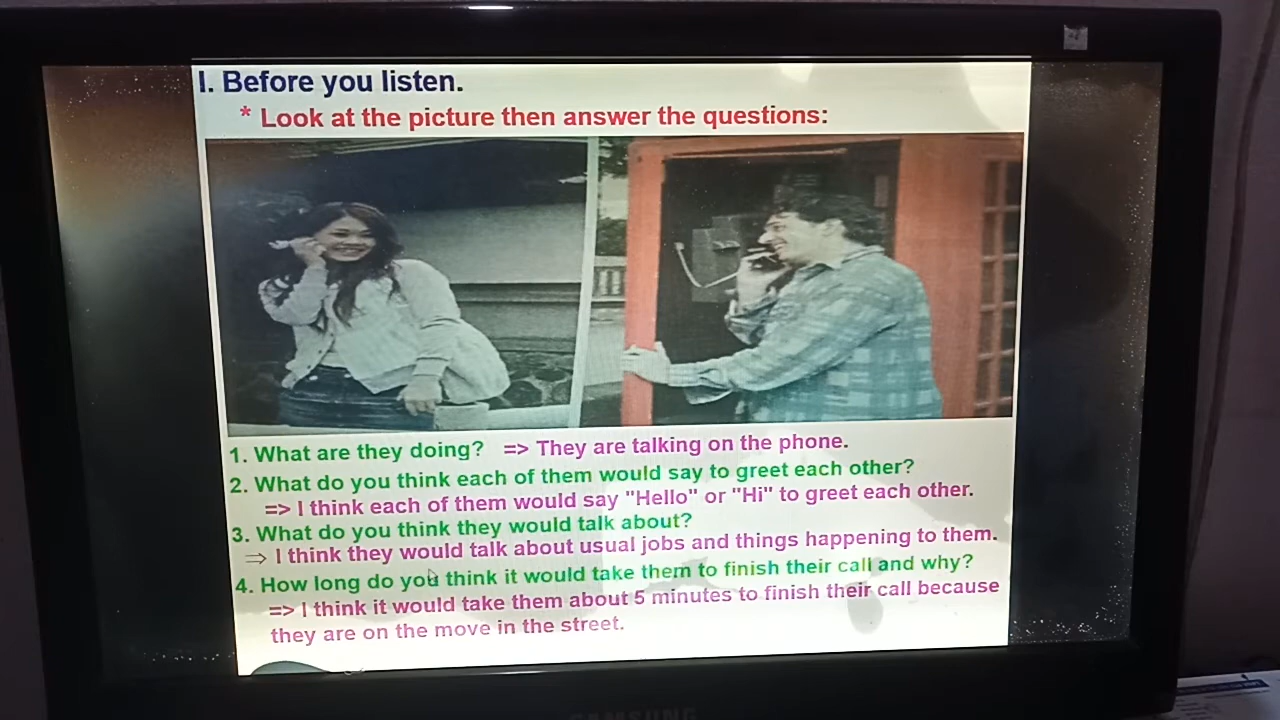 I. Before you listen.
* Look at the picture then answer the questions:
1. What are they doing? => They are talking on the phone.
2. What do you think each of them would say to greet each other?
=> I think each of them would say "Hello" or "Hi" to greet each other.
3. What do you think they would talk about?
⇒ I think they would talk about usual jobs and things happening to them.
4. How long do you think it would take them to finish their call and why?
=> I think it would take them about 5 minutes to finish their call because
they are on the move in the street.
SAMSUNG